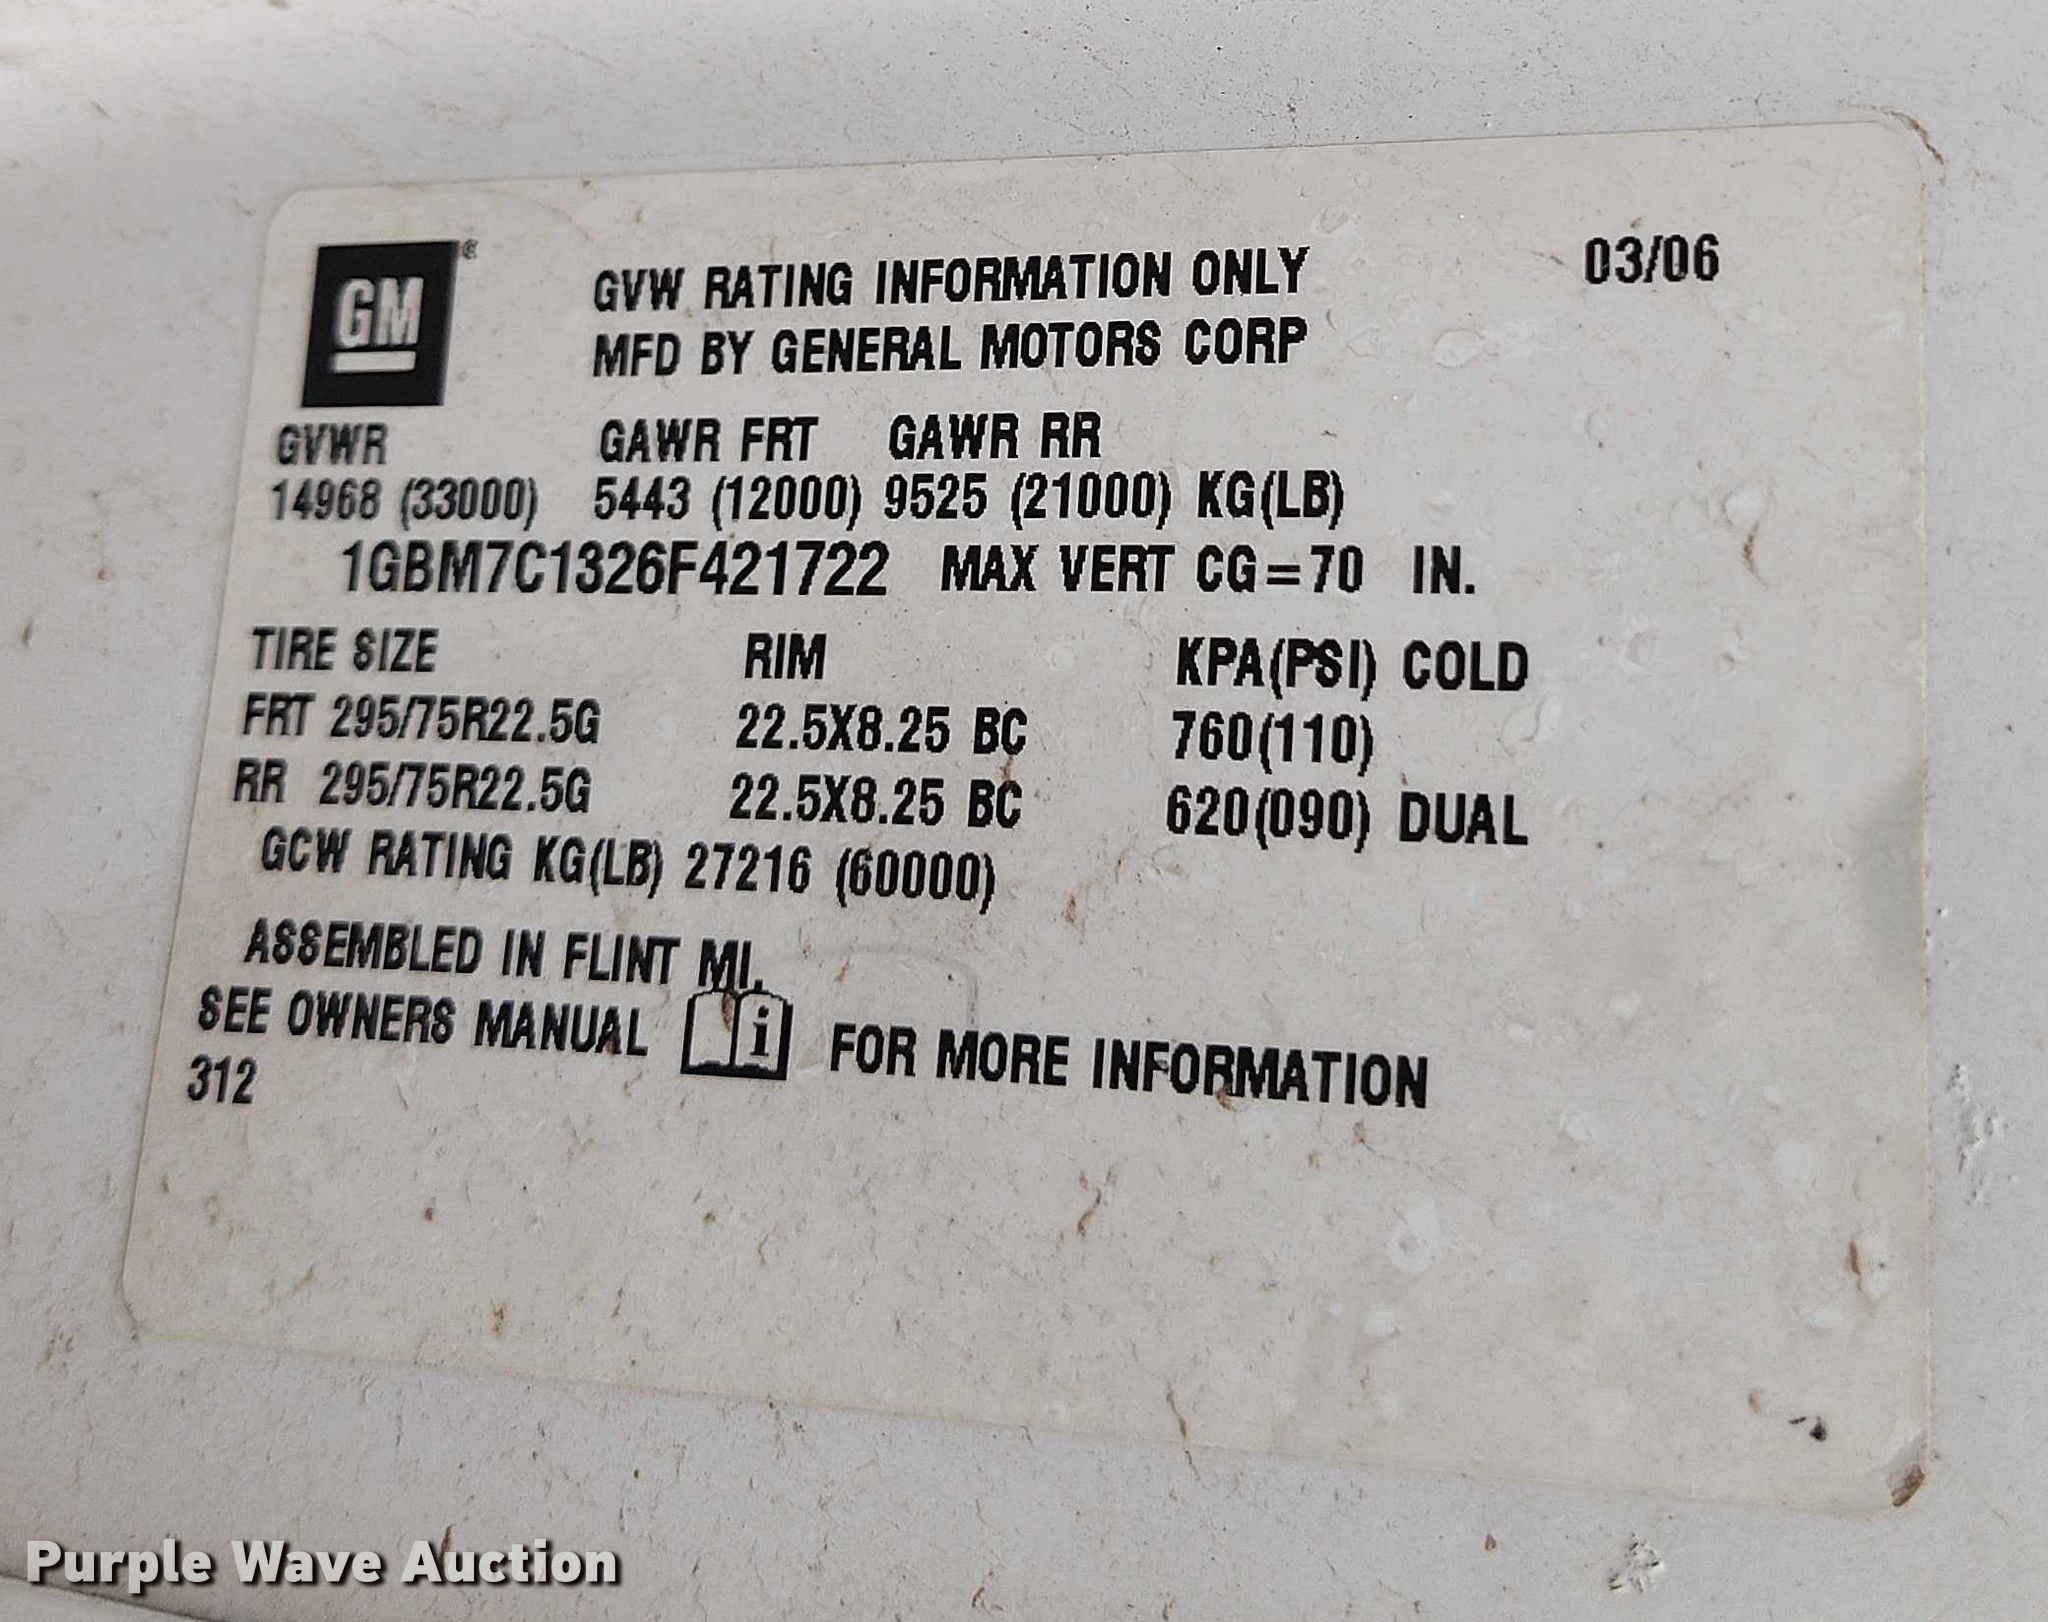 GM ®
GVW RATING INFORMATION ONLY 03/06
MFD BY GENERAL MOTORS CORP
GVWR GAWR FRT GAWR RR
14968 (33000) 5443 (12000) 9525 (21000) KG(LB)
1GBM7C1326F421722 MAX VERT CG=70 IN.
TIRE SIZE RIM KPA(PSI) COLD
FRT 295/75R22.5G 22.5X8.25 BC 760(110)
RR 295/75R22.5G 22.5X8.25 BC 620(090) DUAL
GCW RATING KG(LB) 27216 (60000)
ASSEMBLED IN FLINT MI.
SEE OWNERS MANUAL i FOR MORE INFORMATION
312
Purple Wave Auction